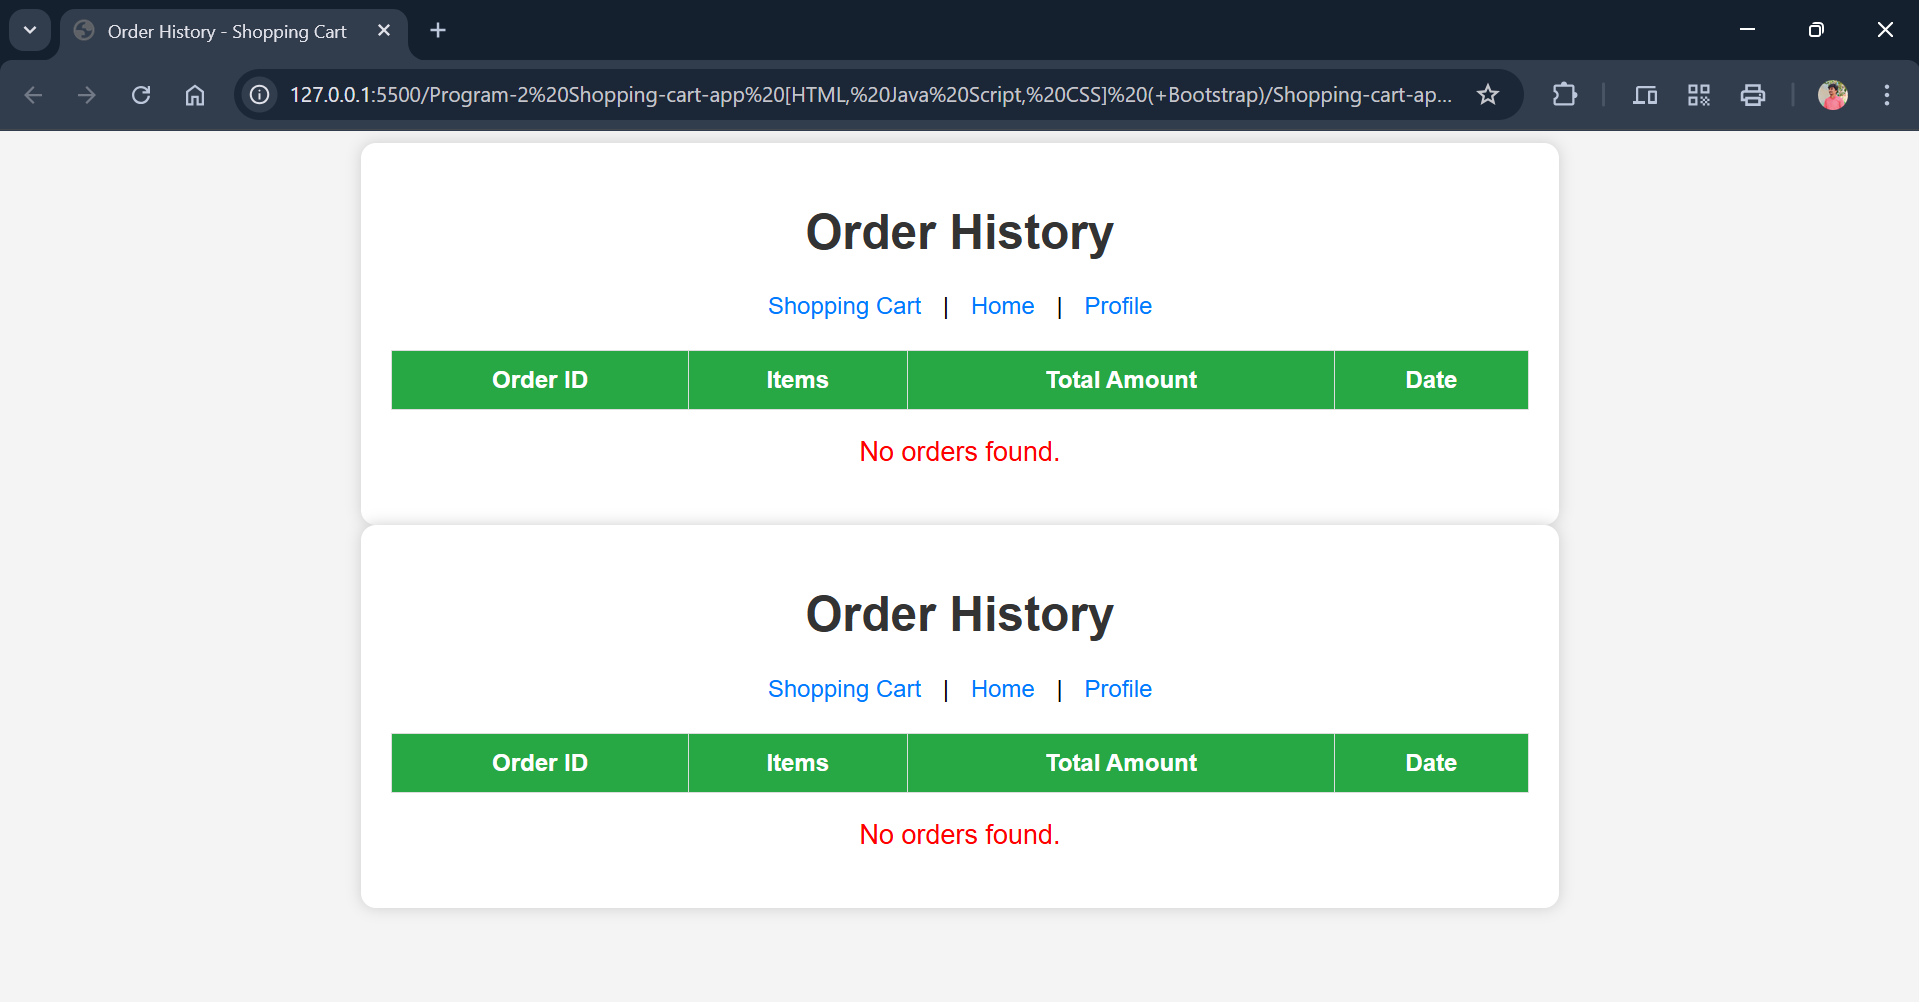 Order History - Shopping Cart
127.0.0.1:5500/Program-2%20Shopping-cart-app%20[HTML,%20Java%20Script,%20CSS]%20(+Bootstrap)/Shopping-cart-ap...
Order History
Shopping Cart | Home | Profile
Order ID Items Total Amount Date
No orders found.
Order History
Shopping Cart | Home | Profile
Order ID Items Total Amount Date
No orders found.